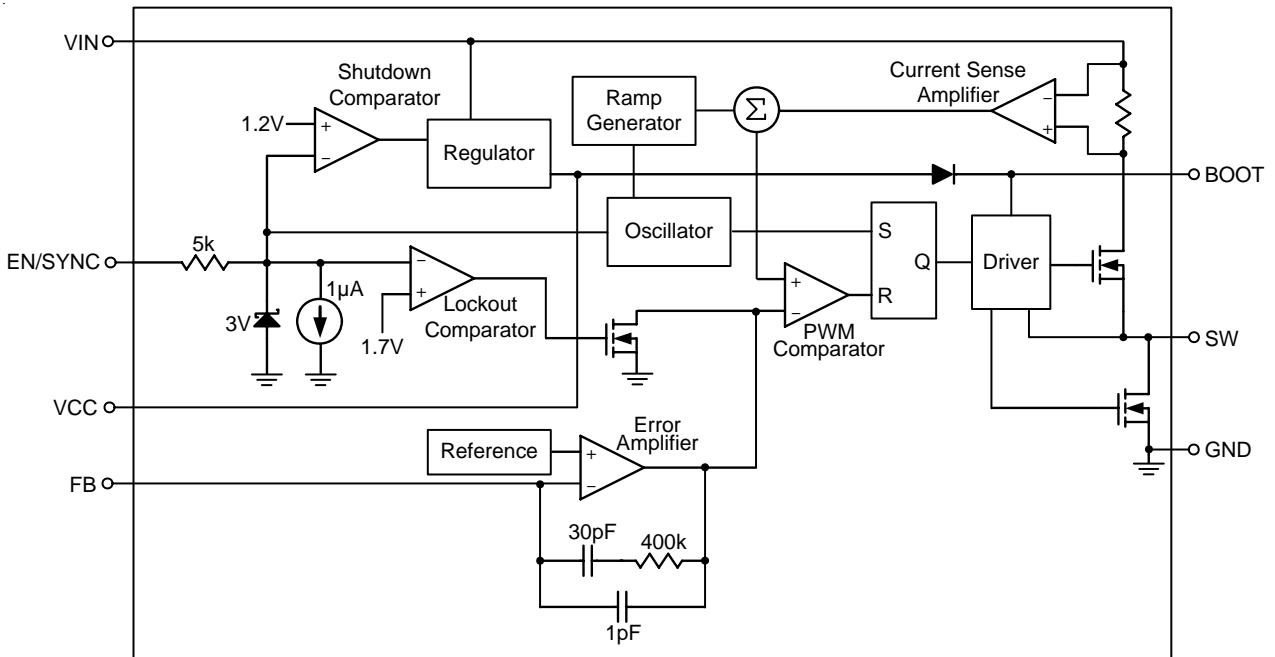 VIN
Shutdown
Comparator
1.2V
+
−
Regulator
Ramp
Generator
Σ
Current Sense
Amplifier
−
+
BOOT
EN/SYNC
5k
3V
1µA
−
+
1.7V
Lockout
Comparator
Oscillator
+
−
PWM
Comparator
S
R
Q
Driver
SW
VCC
Reference
Error
Amplifier
+
−
GND
FB
30pF
400k
1pF